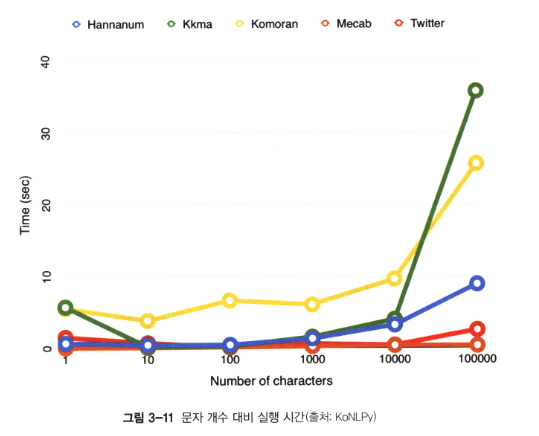 Hannanum Kkma Komoran Mecab Twitter
40
30
20
10
0
Time (sec)
1 10 100 1000 10000 100000
Number of characters
그림 3-11 문자 개수 대비 실행 시간(출처: KoNLPy)